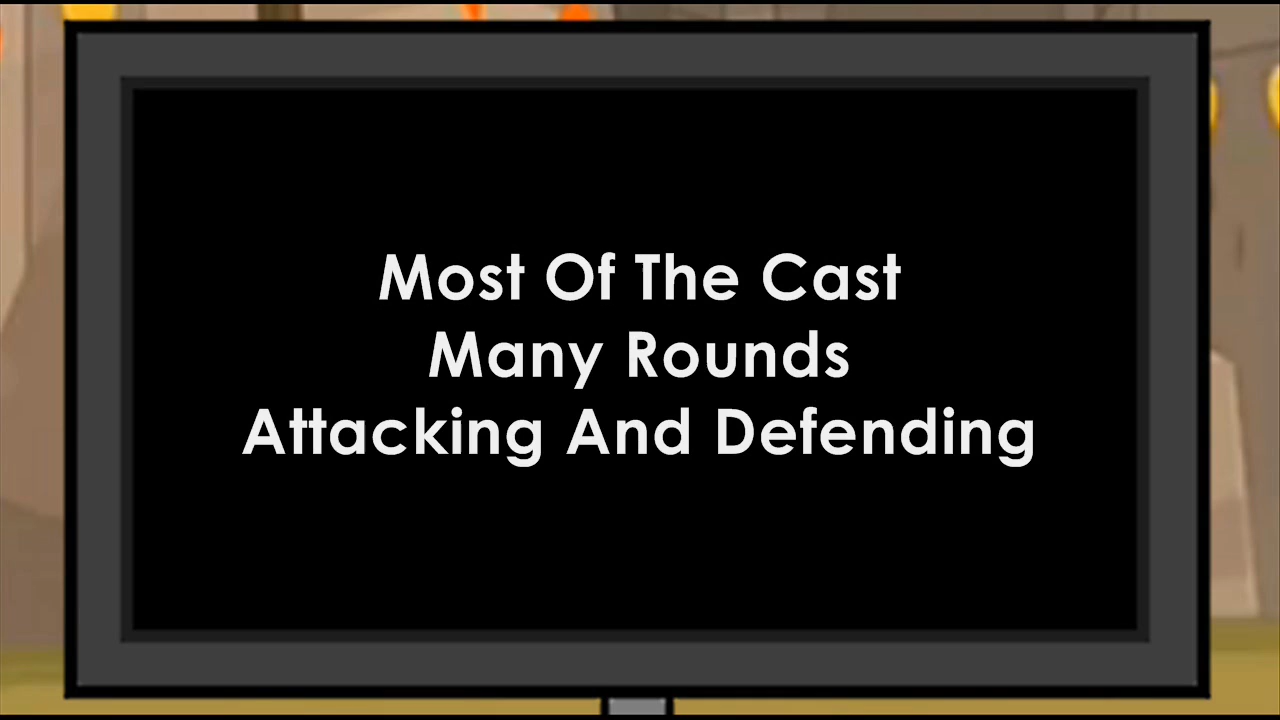 Most Of The Cast
Many Rounds
Attacking And Defending